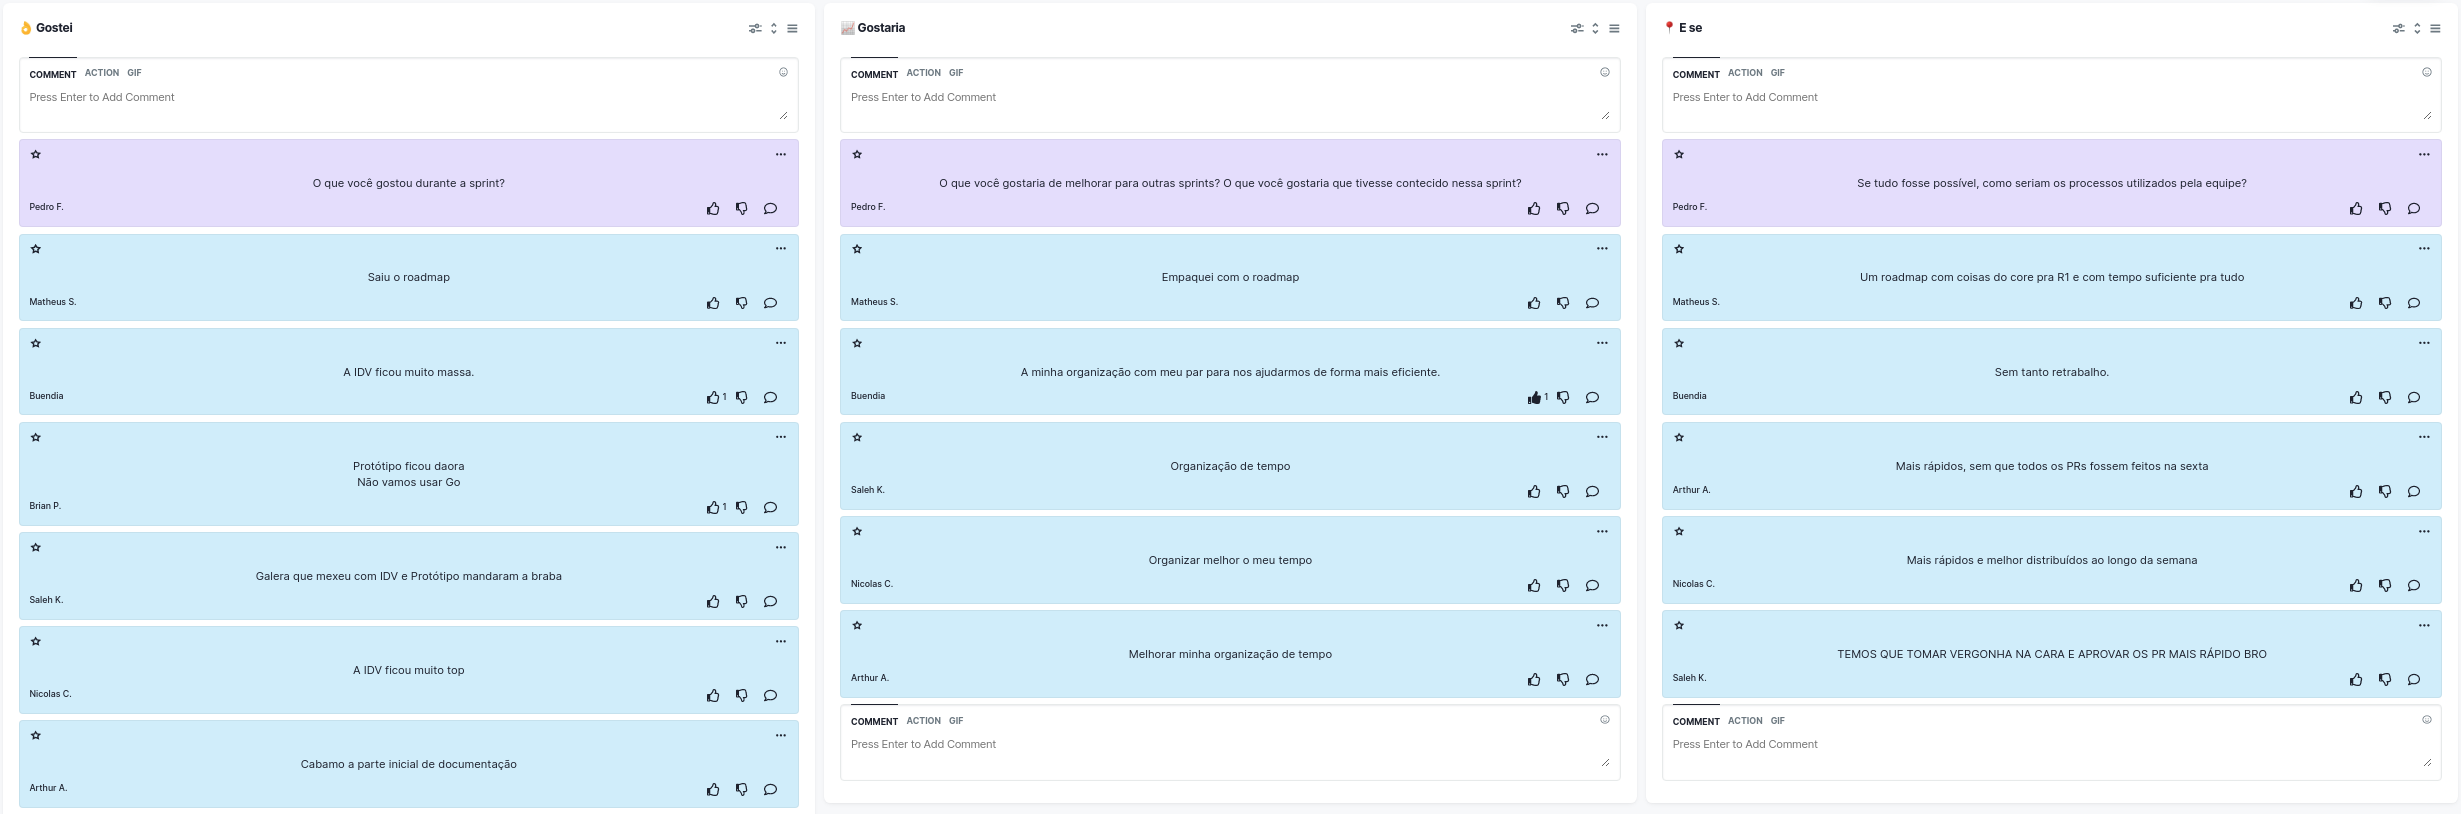 👌 Gostei
COMMENT ACTION GIF
Press Enter to Add Comment
O que você gostou durante a sprint?
Pedro F.
Saiu o roadmap
Matheus S.
A IDV ficou muito massa.
Buendia
1
Protótipo ficou daora
Não vamos usar Go
Brian P.
1
Galera que mexeu com IDV e Protótipo mandaram a braba
Saleh K.
A IDV ficou muito top
Nicolas C.
Cabamo a parte inicial de documentação
Arthur A.
📈 Gostaria
COMMENT ACTION GIF
Press Enter to Add Comment
O que você gostaria de melhorar para outras sprints? O que você gostaria que tivesse contecido nessa sprint?
Pedro F.
Empaquei com o roadmap
Matheus S.
A minha organização com meu par para nos ajudarmos de forma mais eficiente.
Buendia
1
Organização de tempo
Saleh K.
Organizar melhor o meu tempo
Nicolas C.
Melhorar minha organização de tempo
Arthur A.
COMMENT ACTION GIF
Press Enter to Add Comment
📍 E se
COMMENT ACTION GIF
Press Enter to Add Comment
Se tudo fosse possível, como seriam os processos utilizados pela equipe?
Pedro F.
Um roadmap com coisas do core pra R1 e com tempo suficiente pra tudo
Matheus S.
Sem tanto retrabalho.
Buendia
Mais rápidos, sem que todos os PRs fossem feitos na sexta
Arthur A.
Mais rápidos e melhor distribuídos ao longo da semana
Nicolas C.
TEMOS QUE TOMAR VERGONHA NA CARA E APROVAR OS PR MAIS RÁPIDO BRO
Saleh K.
COMMENT ACTION GIF
Press Enter to Add Comment